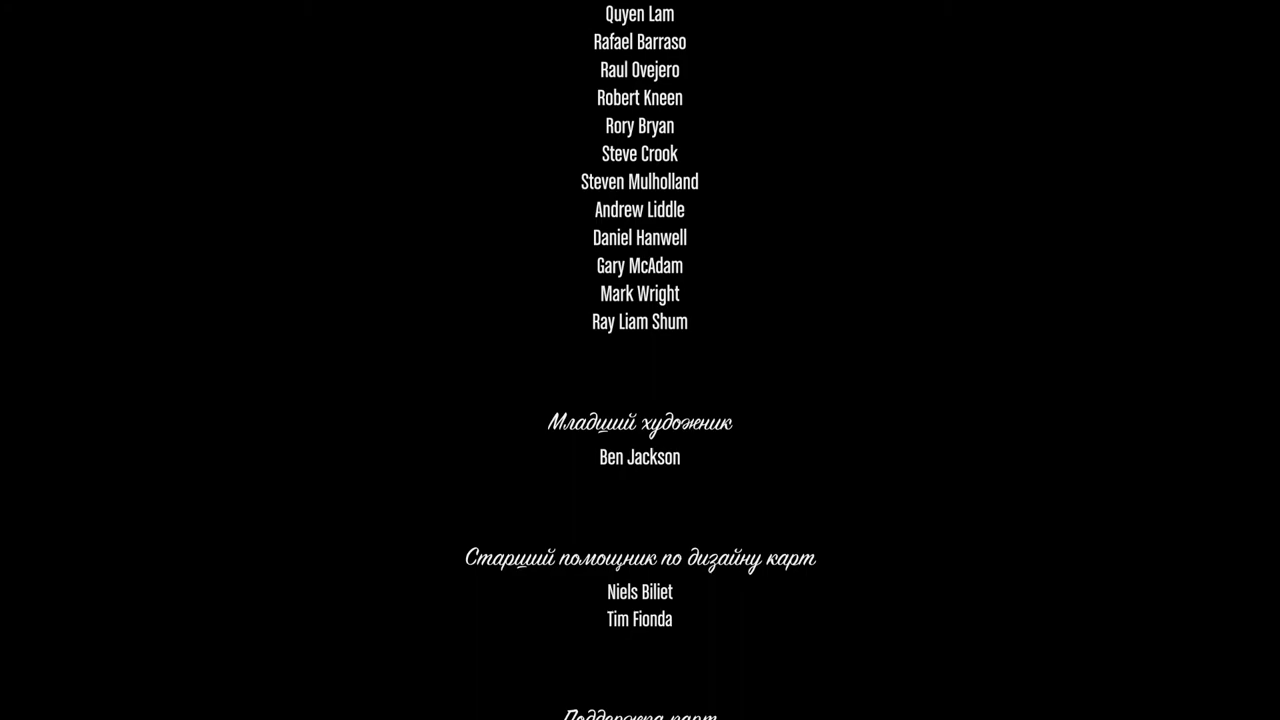 Quyen Lam
Rafael Barraso
Raul Ovejero
Robert Kneen
Rory Bryan
Steve Crook
Steven Mulholland
Andrew Liddle
Daniel Hanwell
Gary McAdam
Mark Wright
Ray Liam Shum
Младший художник
Ben Jackson
Старший помощник по дизайну карт
Niels Biliet
Tim Fionda
Поддержка карт